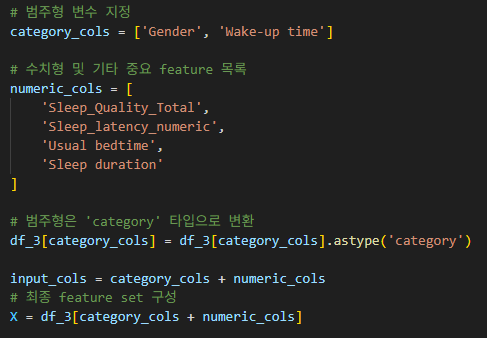 # 범주형 변수 지정
category_cols = ['Gender', 'Wake-up time']
# 수치형 및 기타 중요 feature 목록
numeric_cols = [
    'Sleep_Quality_Total',
    'Sleep_latency_numeric',
    'Usual bedtime',
    'Sleep duration'
]
# 범주형은 'category' 타입으로 변환
df_3[category_cols] = df_3[category_cols].astype('category')
input_cols = category_cols + numeric_cols
# 최종 feature set 구성
X = df_3[category_cols + numeric_cols]